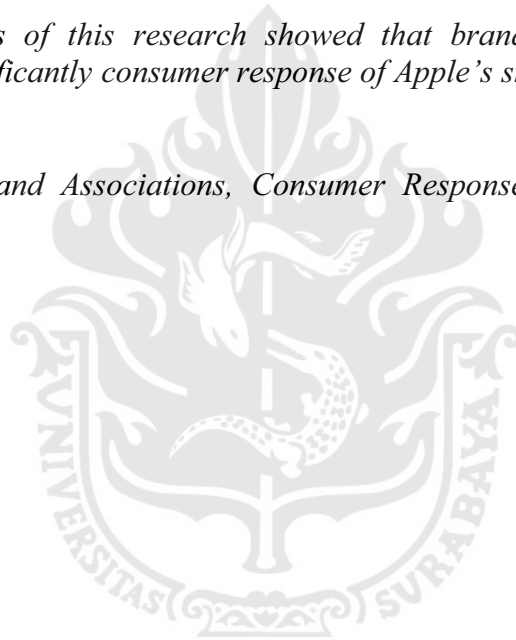 s of this research showed that brand
ficantly consumer response of Apple’s s
and Associations, Consumer Response
UNIVERSITAS SURABAYA